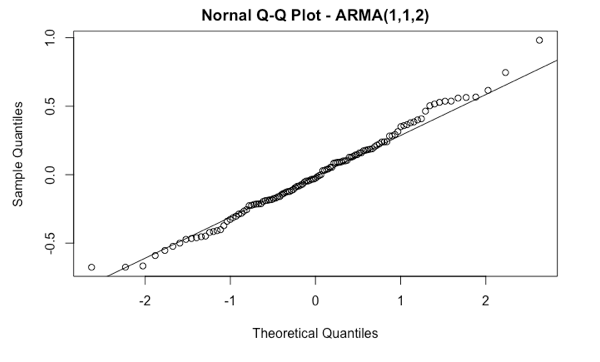 Nornal Q-Q Plot - ARMA(1,1,2)
Sample Quantiles
1.0
0.5
0.0
-0.5
-2 -1 0 1 2
Theoretical Quantiles